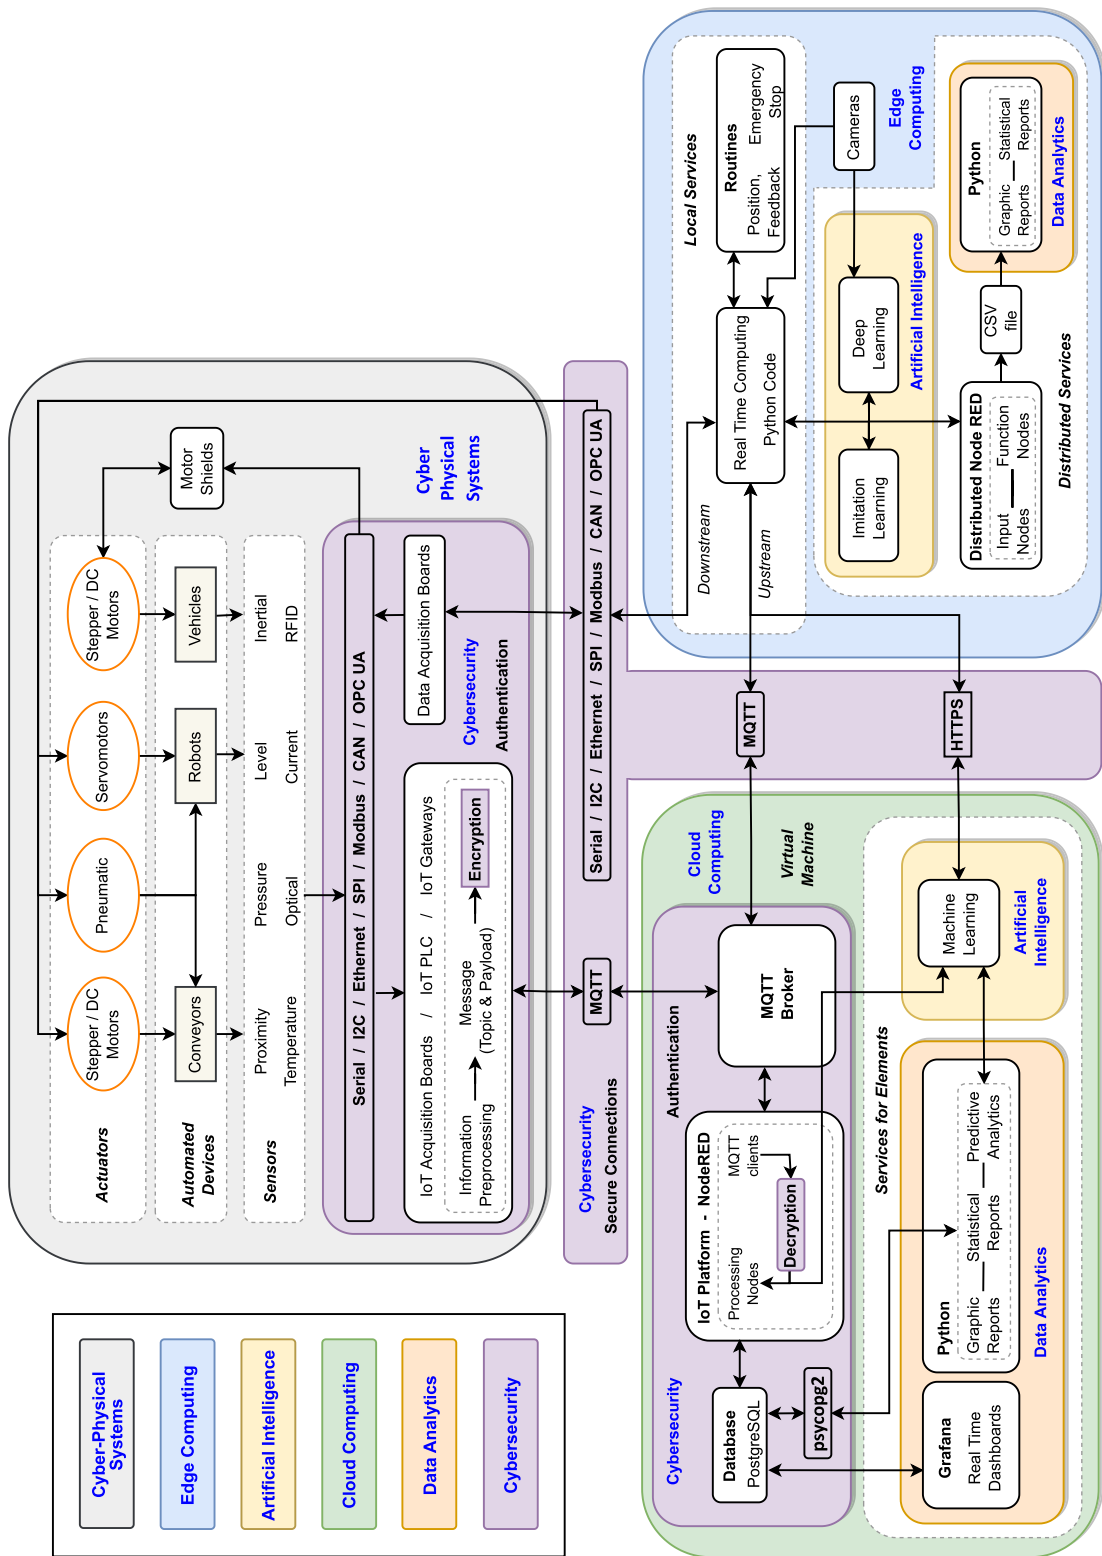 Cyber-Physical
Systems
Edge Computing
Artificial Intelligence
Cloud Computing
Data Analytics
Cybersecurity
Actuators
Stepper / DC
Motors
Pneumatic
Servomotors
Stepper / DC
Motors
Motor
Shields
Automated
Devices
Conveyors
Robots
Vehicles
Sensors
Proximity
Temperature
Pressure
Optical
Level
Current
Inertial
RFID
Cyber
Physical
Systems
Serial / I2C / Ethernet / SPI / Modbus / CAN / OPC UA
IoT Acquisition Boards / IoT PLC / IoT Gateways
Information
Preprocessing
Message
(Topic & Payload)
Encryption
Data Acquisition Boards
Cybersecurity
Authentication
Cybersecurity
Secure Connections
MQTT
Serial / I2C / Ethernet / SPI / Modbus / CAN / OPC UA
MQTT
HTTPS
Cybersecurity
Authentication
Database
PostgreSQL
psycopg2
IoT Platform - NodeRED
Processing
Nodes
MQTT
clients
Decryption
MQTT
Broker
Cloud
Computing
Virtual
Machine
Services for Elements
Grafana
Real Time
Dashboards
Python
Graphic
Reports
Statistical
Reports
Predictive
Analytics
Data Analytics
Machine
Learning
Artificial
Intelligence
Local Services
Downstream
Upstream
Real Time Computing
Python Code
Routines
Position,
Feedback
Emergency
Stop
Cameras
Edge
Computing
Imitation
Learning
Deep
Learning
Artificial Intelligence
Distributed Node RED
Input
Nodes
Function
Nodes
CSV
file
Python
Graphic
Reports
Statistical
Reports
Data Analytics
Distributed Services